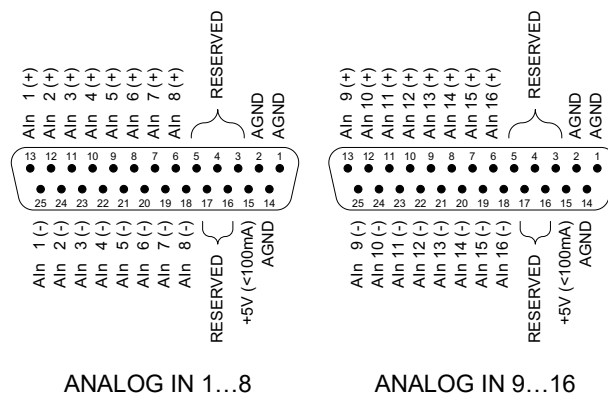 AIn 1 (+)
AIn 2 (+)
AIn 3 (+)
AIn 4 (+)
AIn 5 (+)
AIn 6 (+)
AIn 7 (+)
AIn 8 (+)
RESERVED
AGND
AGND
13 12 11 10 9 8 7 6 5 4 3 2 1
25 24 23 22 21 20 19 18 17 16 15 14
AIn 1 (-)
AIn 2 (-)
AIn 3 (-)
AIn 4 (-)
AIn 5 (-)
AIn 6 (-)
AIn 7 (-)
AIn 8 (-)
RESERVED
+5V (<100mA)
AGND
ANALOG IN 1…8
AIn 9 (+)
AIn 10 (+)
AIn 11 (+)
AIn 12 (+)
AIn 13 (+)
AIn 14 (+)
AIn 15 (+)
AIn 16 (+)
RESERVED
AGND
AGND
13 12 11 10 9 8 7 6 5 4 3 2 1
25 24 23 22 21 20 19 18 17 16 15 14
AIn 9 (-)
AIn 10 (-)
AIn 11 (-)
AIn 12 (-)
AIn 13 (-)
AIn 14 (-)
AIn 15 (-)
AIn 16 (-)
RESERVED
+5V (<100mA)
AGND
ANALOG IN 9…16